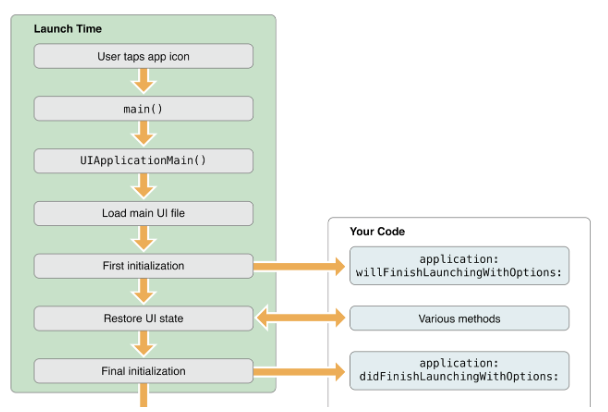 Launch Time
User taps app icon
main()
UIApplicationMain()
Load main UI file
First initialization
Restore UI state
Final initialization
Your Code
application:
willFinishLaunchingWithOptions:
Various methods
application:
didFinishLaunchingWithOptions: